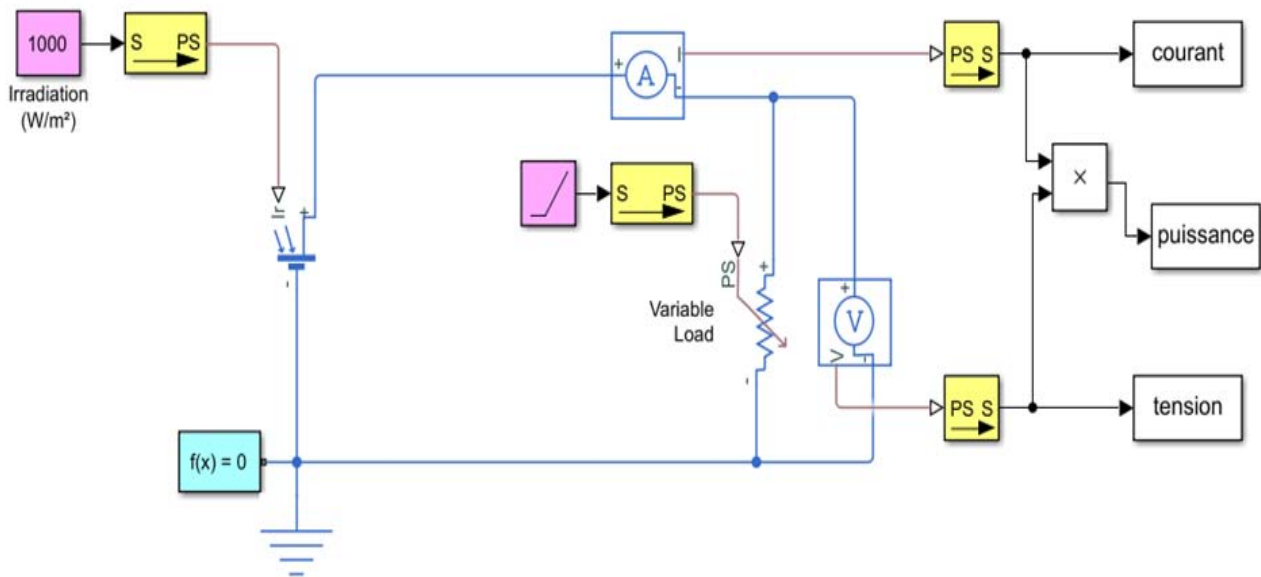 1000
S PS
Irradiation
(W/m²)
+
A
I
-
PS S
courant
Ir
+
-
S PS
PS
+
Variable
Load
-
+
V
V
-
×
puissance
PS S
tension
f(x) = 0